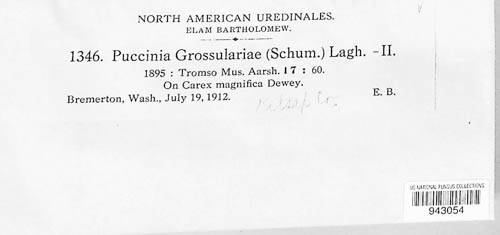 NORTH AMERICAN UREDINALES.
ELAM BARTHOLOMEW.
1346. Puccinia Grossulariae (Schum.) Lagh. -II.
1895 : Tromso Mus. Aarsh. 17 : 60.
On Carex magnifica Dewey.
Bremerton, Wash., July 19, 1912. E. B.
Kitsap Co.
US NATIONAL FUNGUS COLLECTIONS
943054